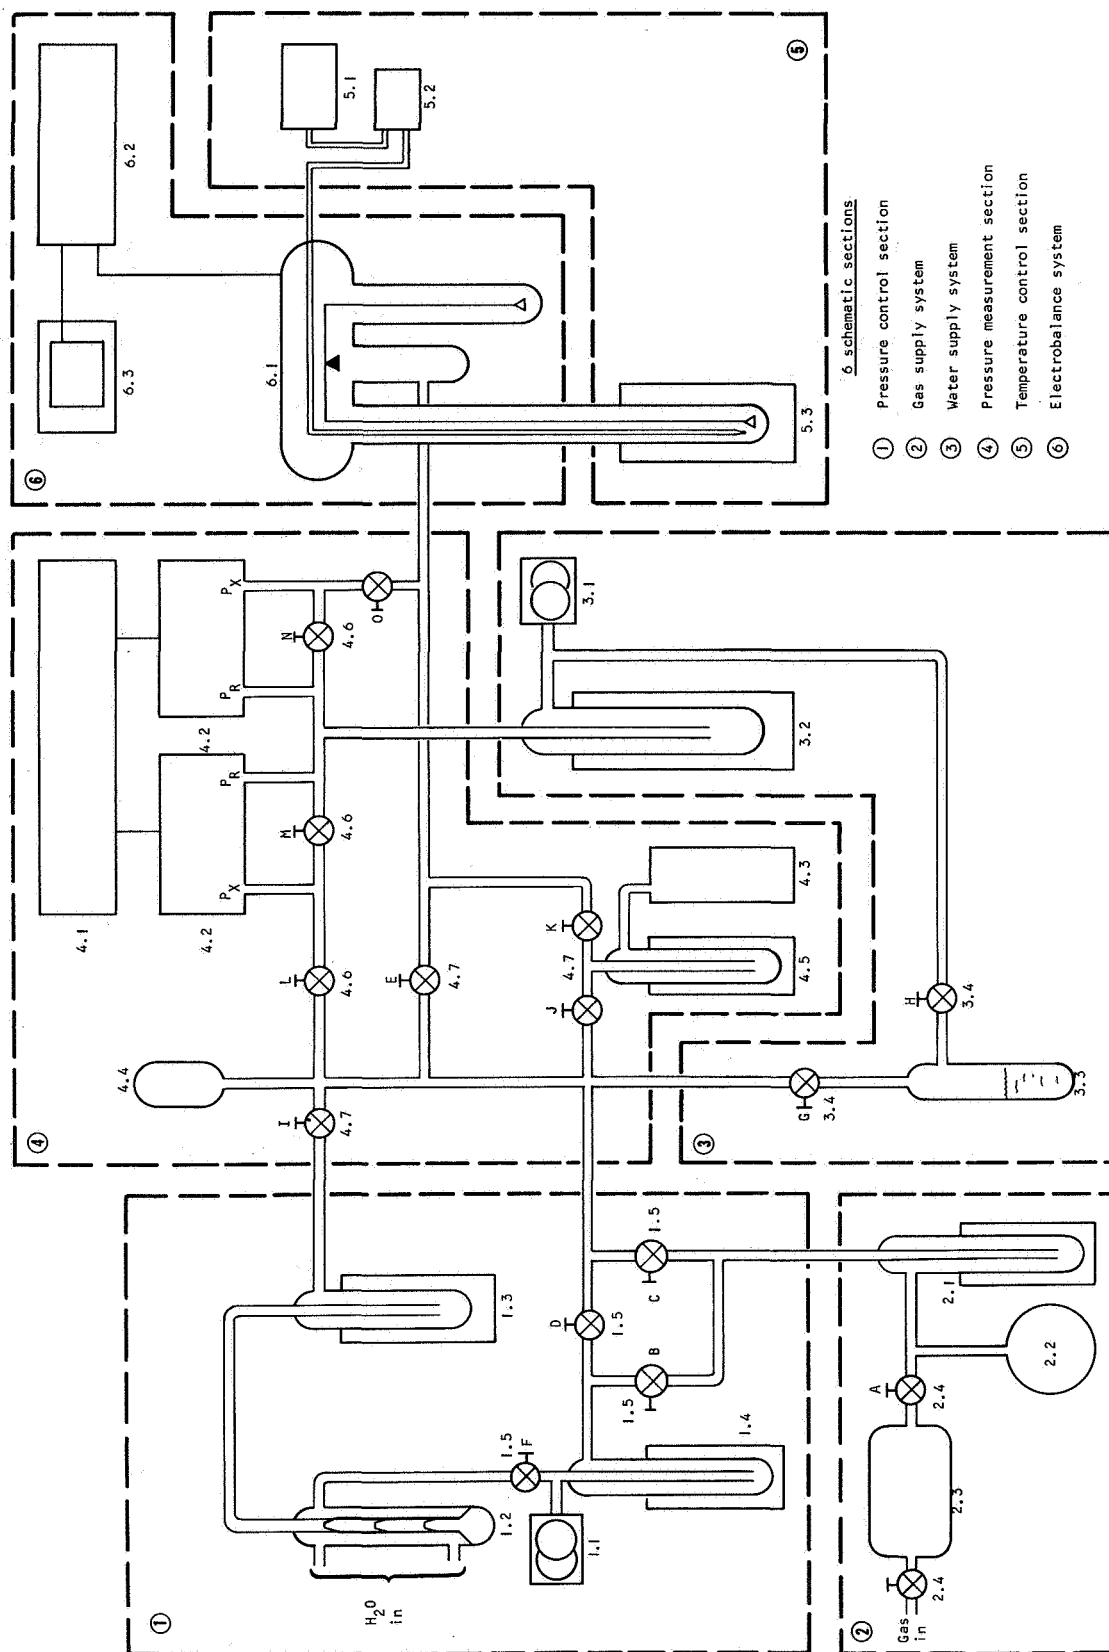 6
6.2
6.3
6.1
5
5.1
5.2
5.3
4
4.1
4.2
4.2
PX
PR
PR
PX
N
4.6
O
M
4.6
L
4.6
E
4.7
K
4.7
J
4.3
4.5
4.4
I
4.7
3
3.1
3.2
H
3.4
G
3.4
3.3
1
1.3
1.5
C
D
1.5
B
1.5
1.5
F
1.4
1.2
1.1
H2O
in
2
2.1
2.2
A
2.4
2.3
2.4
Gas
in
6 schematic sections
1 Pressure control section
2 Gas supply system
3 Water supply system
4 Pressure measurement section
5 Temperature control section
6 Electrobalance system